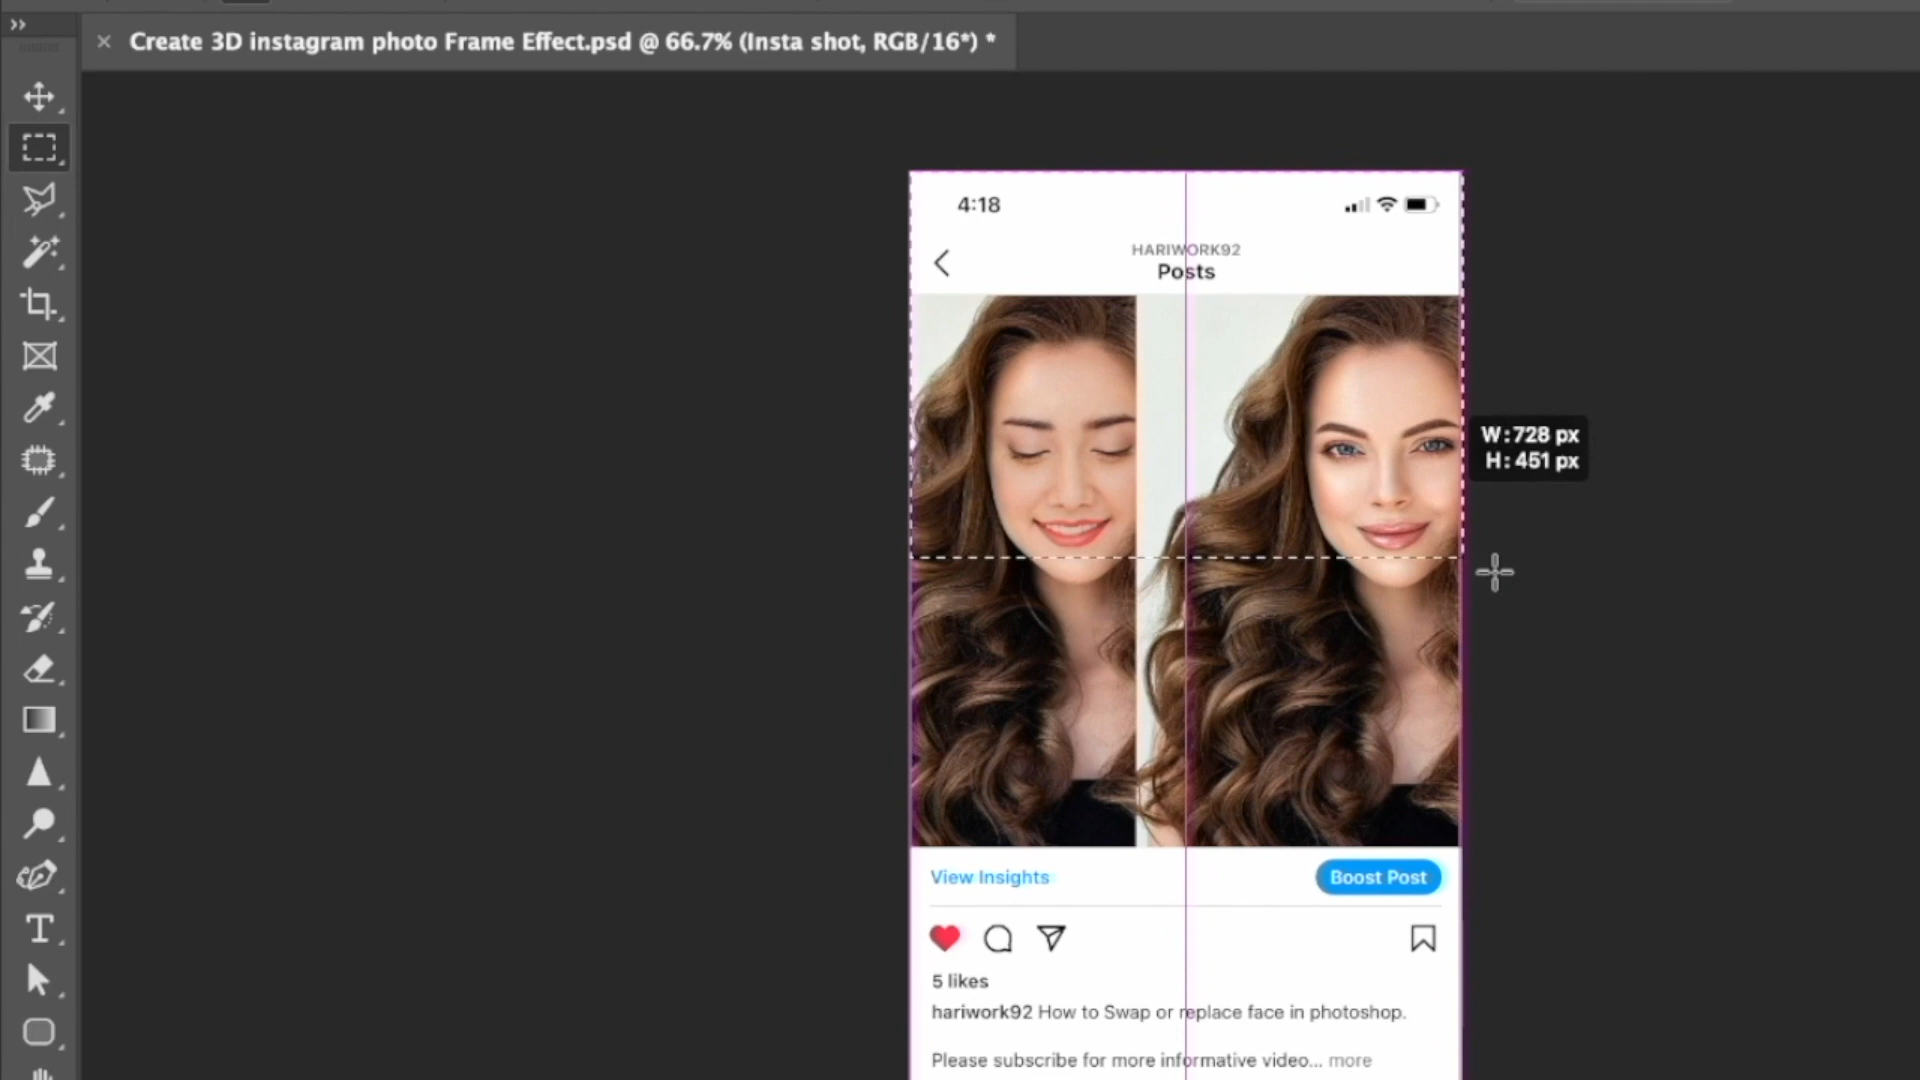 Create 3D instagram photo Frame Effect.psd @ 66.7% (Insta shot, RGB/16*) *
4:18
HARIWORK92
Posts
W: 728 px
H: 451 px
View Insights
Boost Post
5 likes
hariwork92 How to Swap or replace face in photoshop.
Please subscribe for more informative video... more